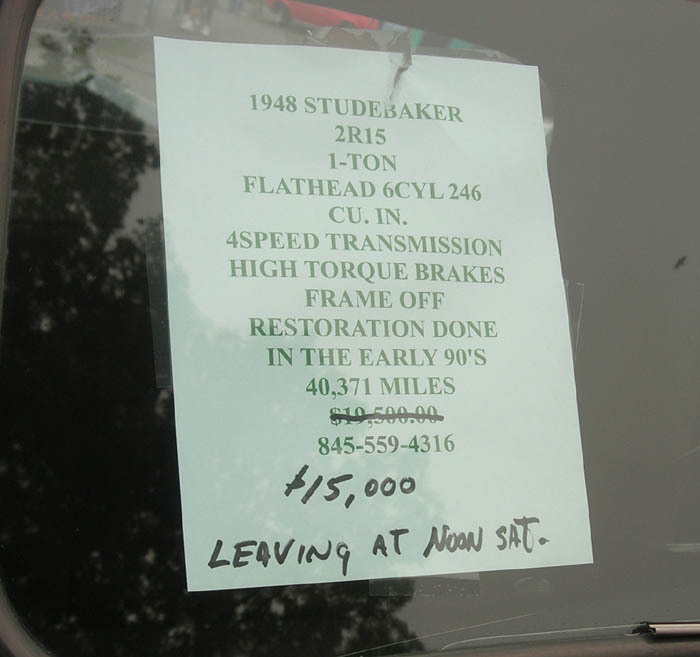 1948 STUDEBAKER
2R15
1-TON
FLATHEAD 6CYL 246
CU. IN.
4SPEED TRANSMISSION
HIGH TORQUE BRAKES
FRAME OFF
RESTORATION DONE
IN THE EARLY 90'S
40,371 MILES
$19,500.00
845-559-4316
$15,000
LEAVING AT NOON SAT.